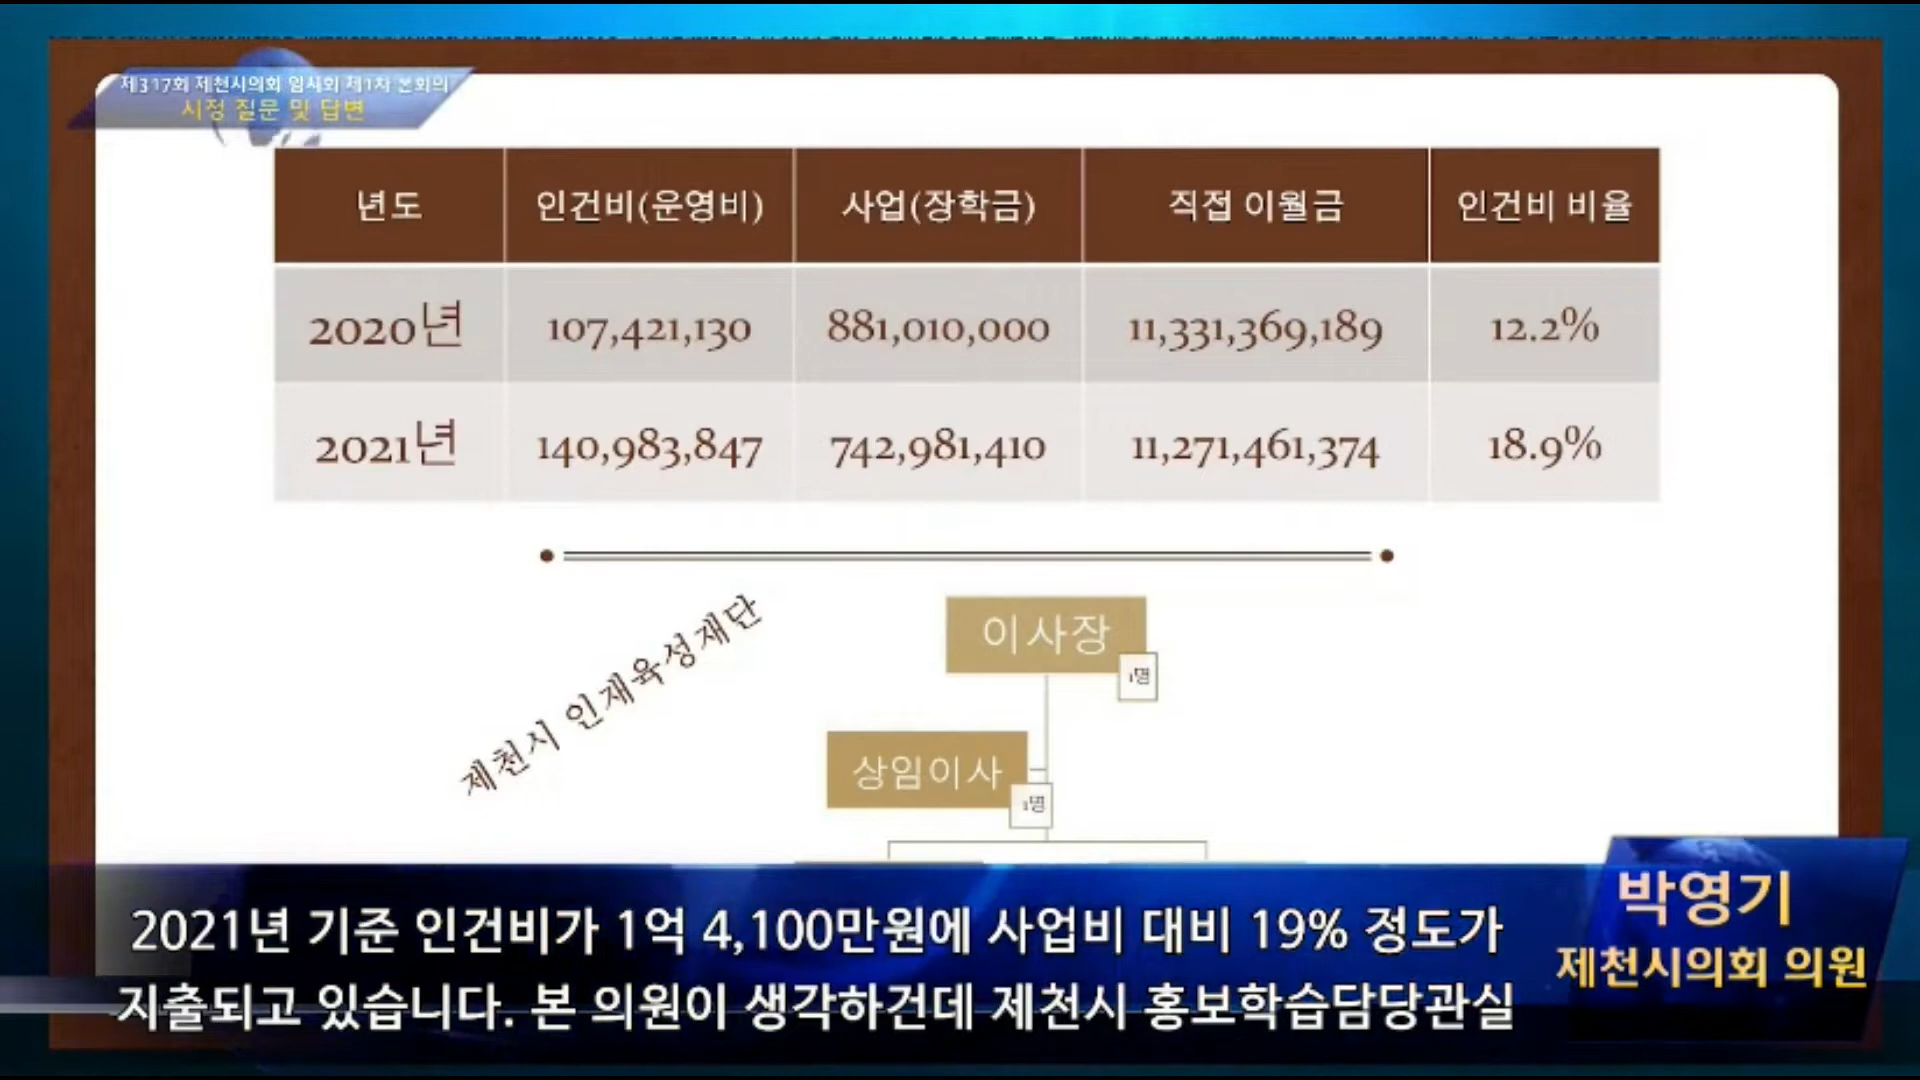 제317회 제천시의회 임시회 제1차 본회의
시정 질문 및 답변
년도 인건비(운영비) 사업(장학금) 직접 이월금 인건비 비율
2020년 107,421,130 881,010,000 11,331,369,189 12.2%
2021년 140,983,847 742,981,410 11,271,461,374 18.9%
제천시 인재육성재단
이사장
1명
상임이사
1명
2021년 기준 인건비가 1억 4,100만원에 사업비 대비 19% 정도가
지출되고 있습니다. 본 의원이 생각하건데 제천시 홍보학습담당관실
박영기
제천시의회 의원